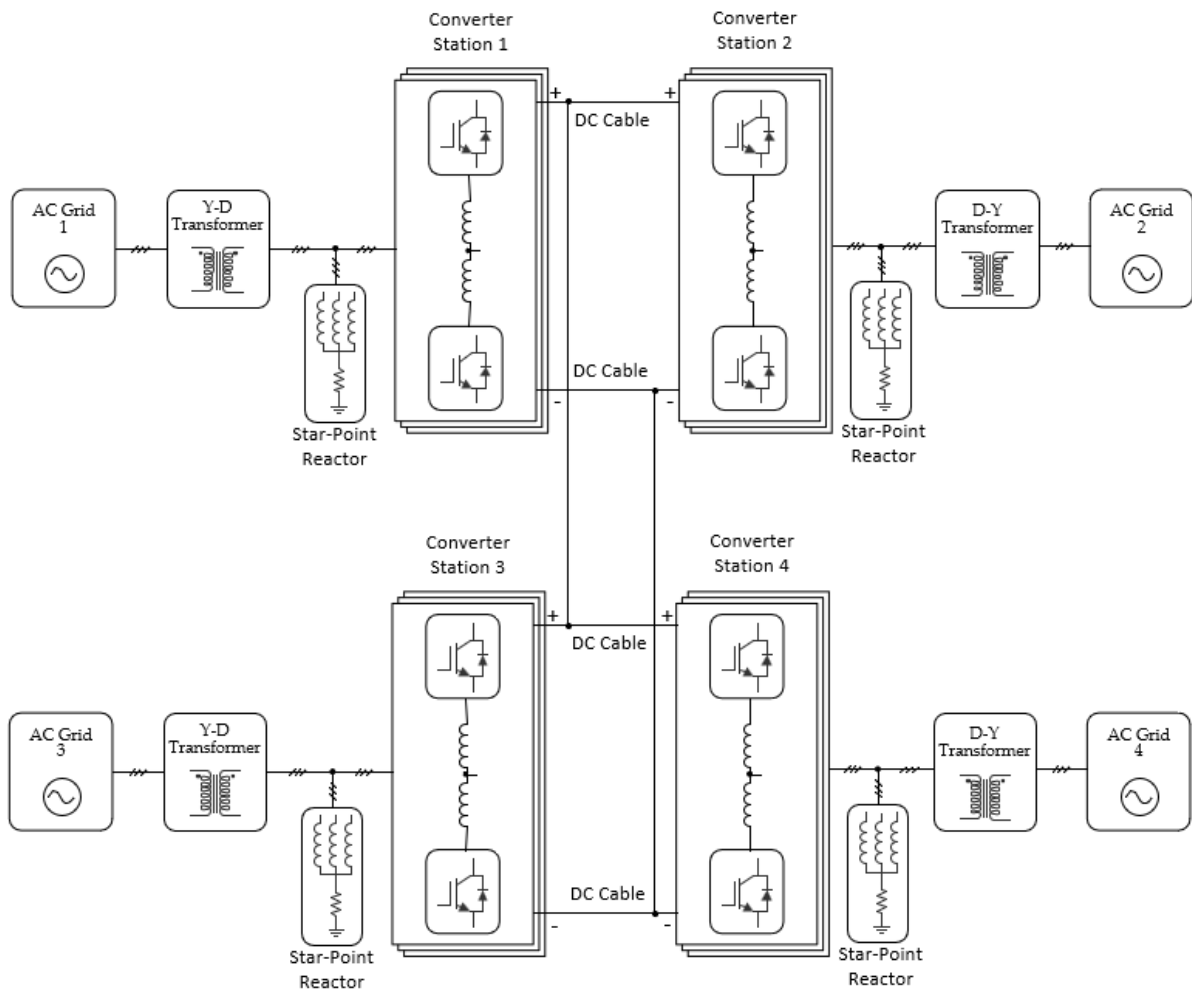 Converter
Station 1
Converter
Station 2
+
+
DC Cable
AC Grid
1
Y-D
Transformer
D-Y
Transformer
AC Grid
2
DC Cable
-
-
Star-Point
Reactor
Star-Point
Reactor
Converter
Station 3
Converter
Station 4
+
+
DC Cable
AC Grid
3
Y-D
Transformer
D-Y
Transformer
AC Grid
4
DC Cable
-
-
Star-Point
Reactor
Star-Point
Reactor